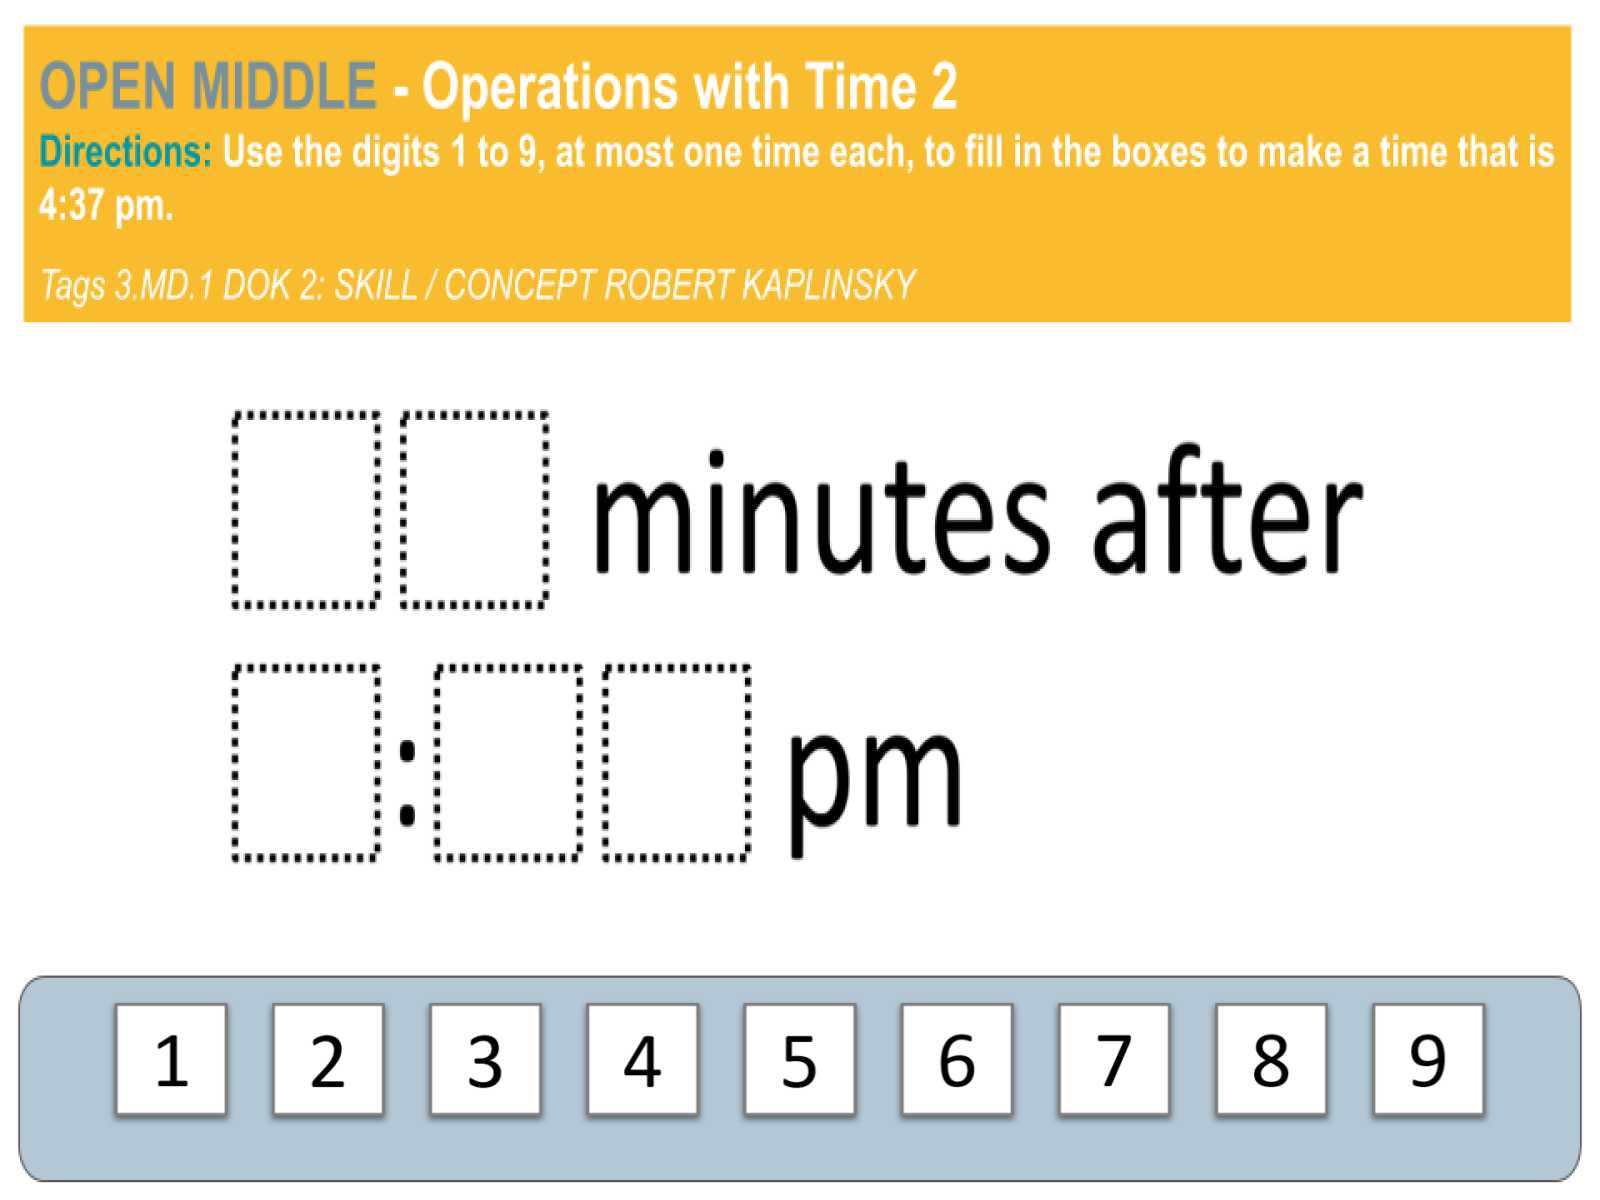 OPEN MIDDLE - Operations with Time 2
Directions: Use the digits 1 to 9, at most one time each, to fill in the boxes to make a time that is
4:37 pm.
Tags 3.MD.1 DOK 2: SKILL / CONCEPT ROBERT KAPLINSKY
minutes after
: pm
1 2 3 4 5 6 7 8 9